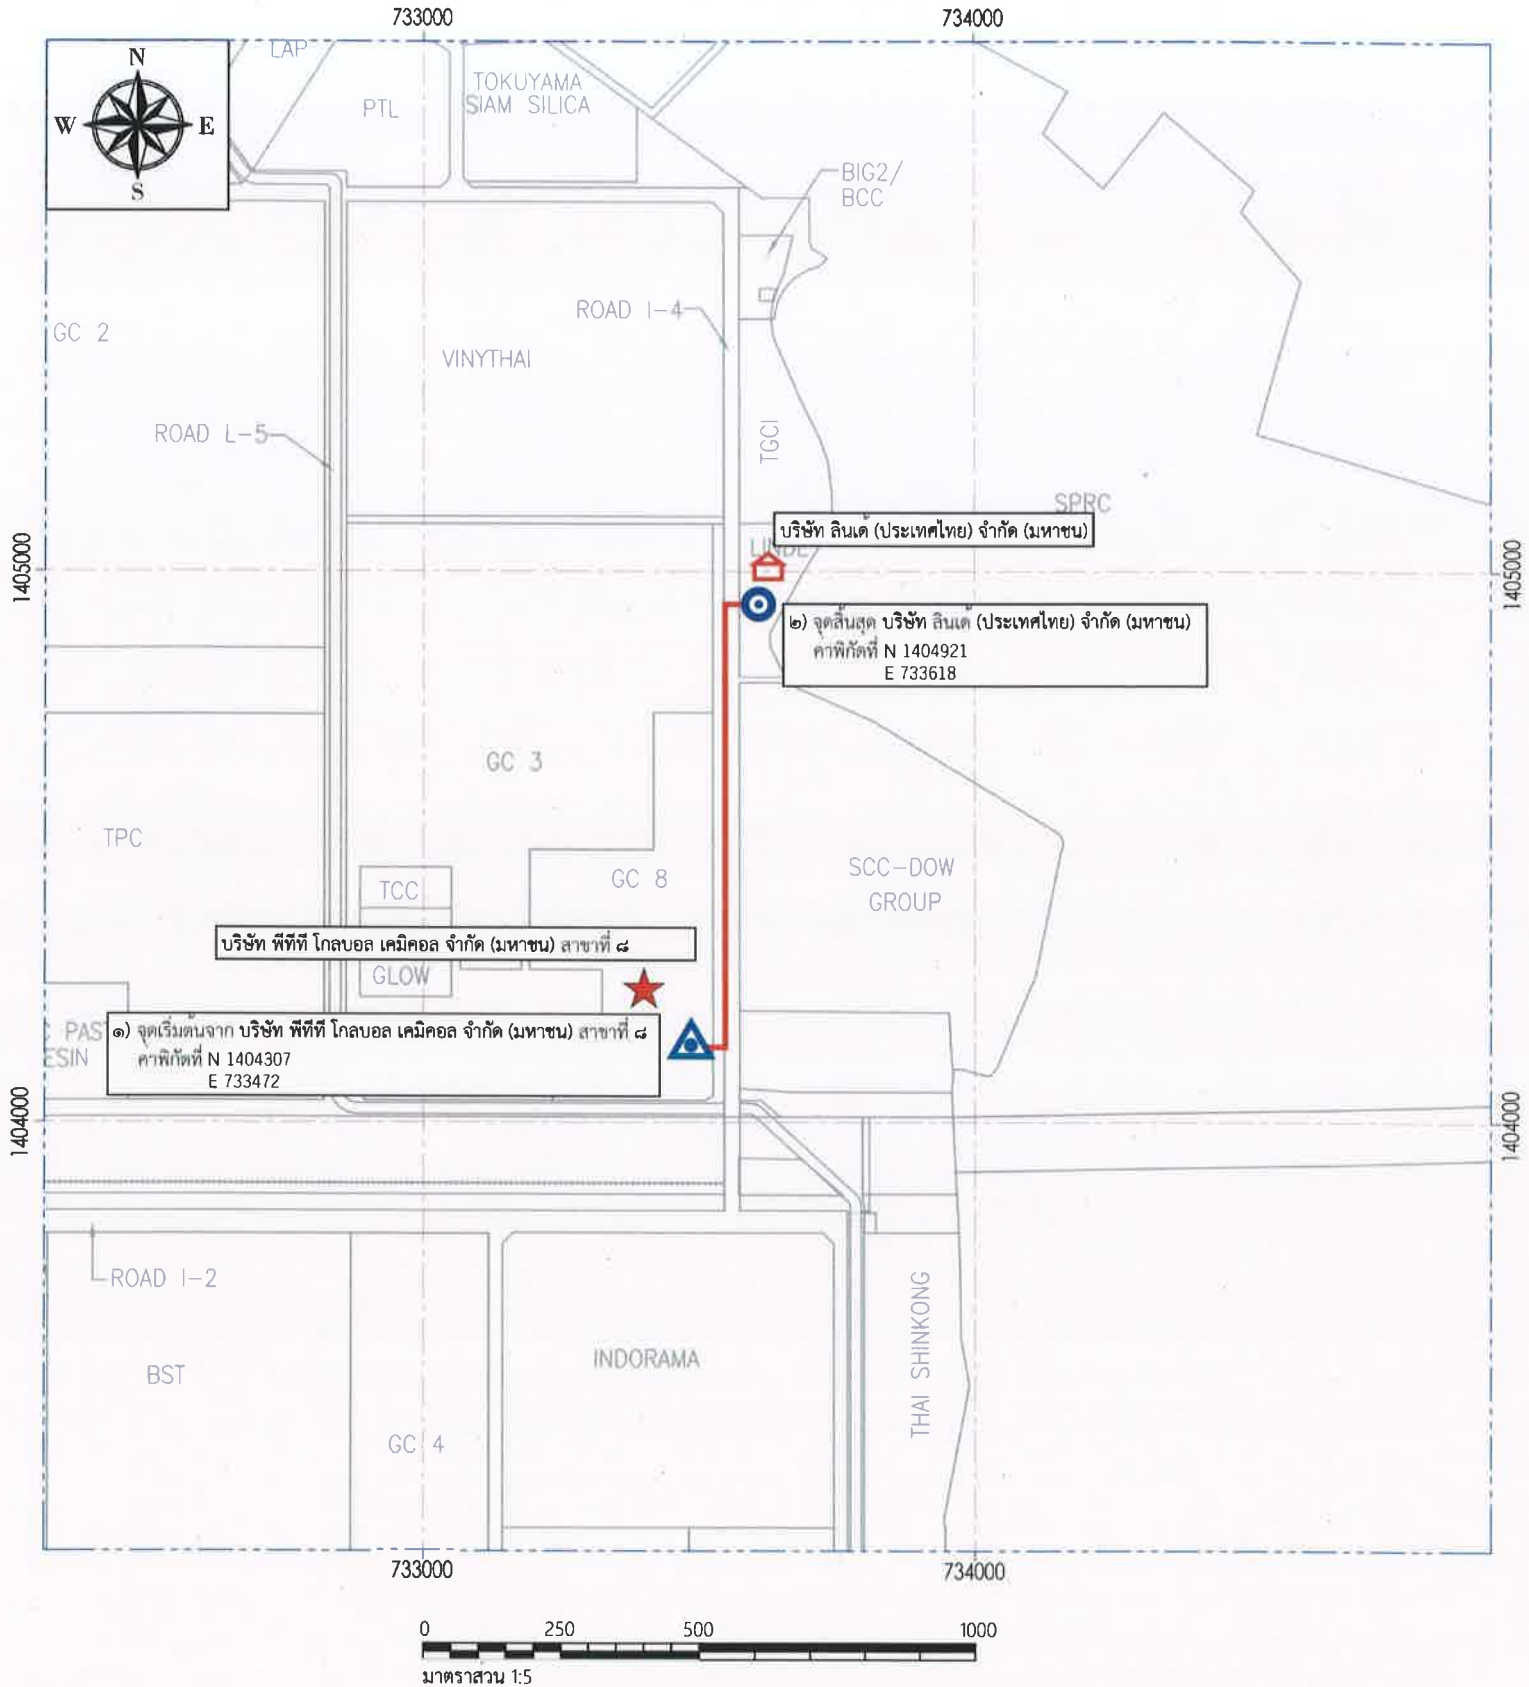 733000
734000
N
W
E
S
LAP
PTL
TOKUYAMA
SIAM SILICA
BIG2/
BCC
GC 2
ROAD I-4
VINYTHAI
ROAD L-5
TGCI
SPRC
บริษัท ลินเด้ (ประเทศไทย) จำกัด (มหาชน)
LINDE
1405000
1405000
๒) จุดสิ้นสุด บริษัท ลินเด้ (ประเทศไทย) จำกัด (มหาชน)
ค่าพิกัดที่ N 1404921
E 733618
GC 3
TPC
TCC
GC 8
SCC-DOW
GROUP
บริษัท พีทีที โกลบอล เคมิคอล จำกัด (มหาชน) สาขาที่ ๘
GLOW
PAS
ESIN
๑) จุดเริ่มต้นจาก บริษัท พีทีที โกลบอล เคมิคอล จำกัด (มหาชน) สาขาที่ ๘
ค่าพิกัดที่ N 1404307
E 733472
1404000
1404000
ROAD I-2
BST
GC 4
INDORAMA
THAI SHINKONG
733000
734000
0
250
500
1000
มาตราสวน 1:5